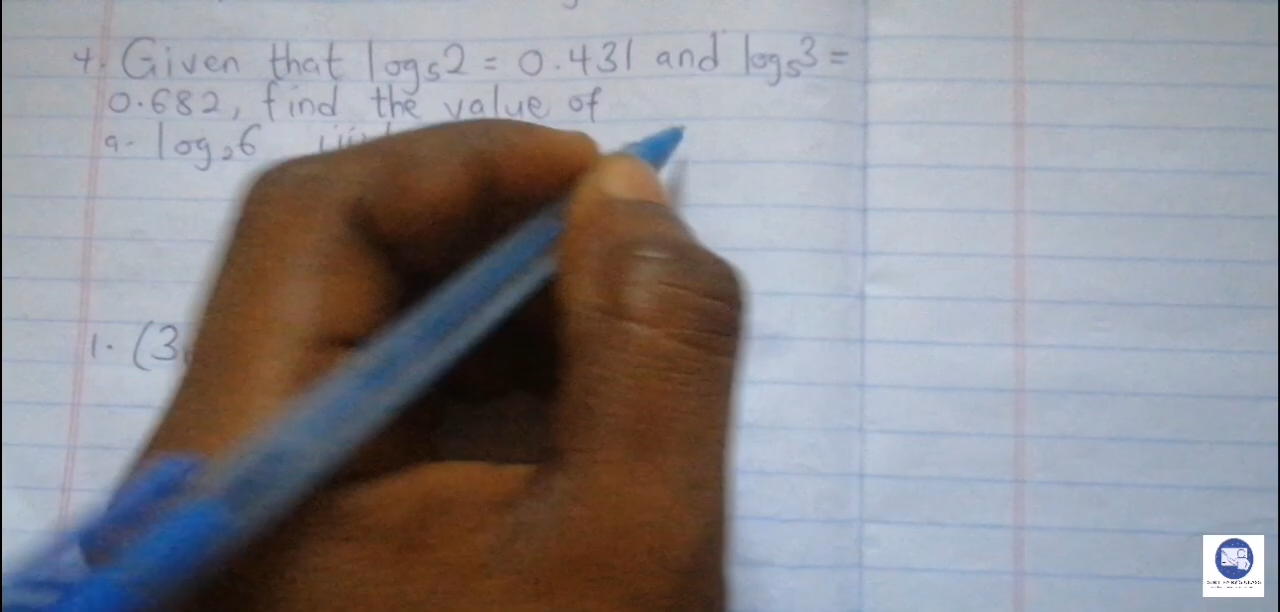 4. Given that log₅2 = 0.431 and log₅3 =
0.682, find the value of
a. log₂6
1. (3